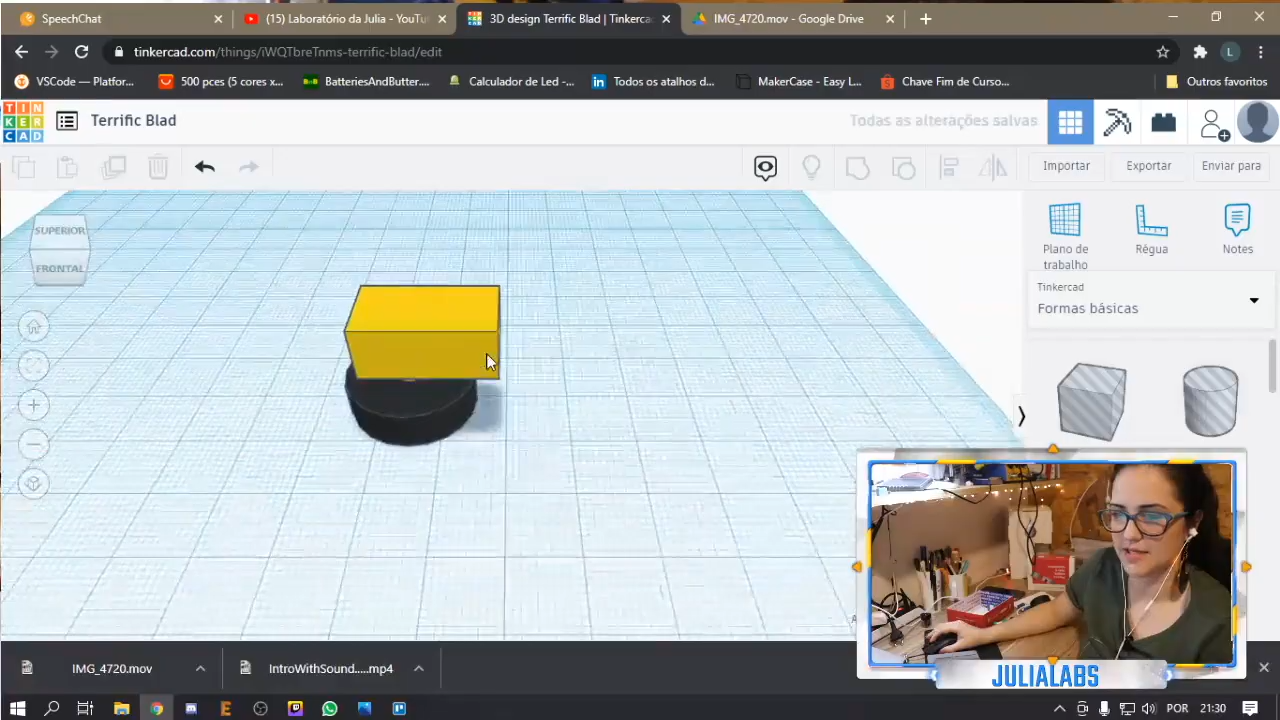 SpeechChat
(15) Laboratório da Julia - YouTu
3D design Terrific Blad | Tinkerca
IMG_4720.mov - Google Drive
tinkercad.com/things/iWQTbreTnms-terrific-blad/edit
L
VSCode — Platfor...
500 pces (5 cores x...
BatteriesAndButter....
Calculador de Led -...
Todos os atalhos d...
MakerCase - Easy L...
Chave Fim de Curso...
Outros favoritos
TIN
KER
CAD
Terrific Blad
Todas as alterações salvas
Importar
Exportar
Enviar para
SUPERIOR
FRONTAL
Plano de
trabalho
Régua
Notes
Tinkercad
Formas básicas
JULIALABS
IMG_4720.mov
IntroWithSound....mp4
POR
21:30